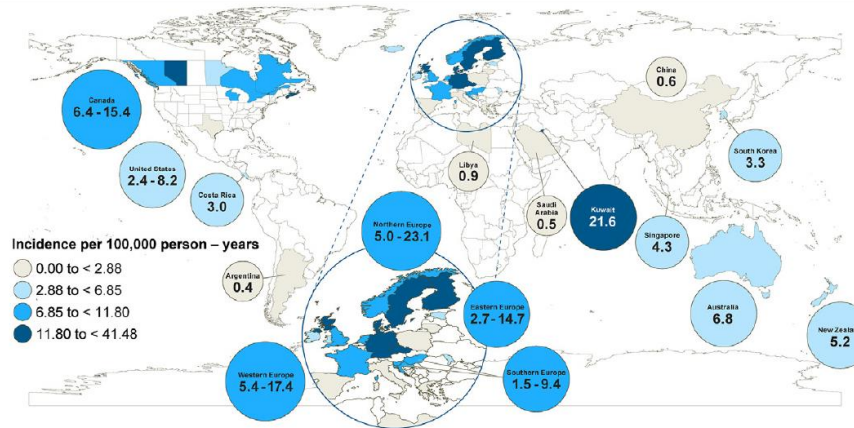 Canada
6.4 - 15.4
United States
2.4 - 8.2
Costa Rica
3.0
China
0.6
South Korea
3.3
Libya
0.9
Saudi
Arabia
0.5
Kuwait
21.6
Singapore
4.3
Northern Europe
5.0 - 23.1
Incidence per 100,000 person – years
0.00 to < 2.88
2.88 to < 6.85
6.85 to < 11.80
11.80 to < 41.48
Argentina
0.4
Eastern Europe
2.7 - 14.7
Australia
6.8
New Zeala
5.2
Western Europe
5.4 - 17.4
Southern Europe
1.5 - 9.4